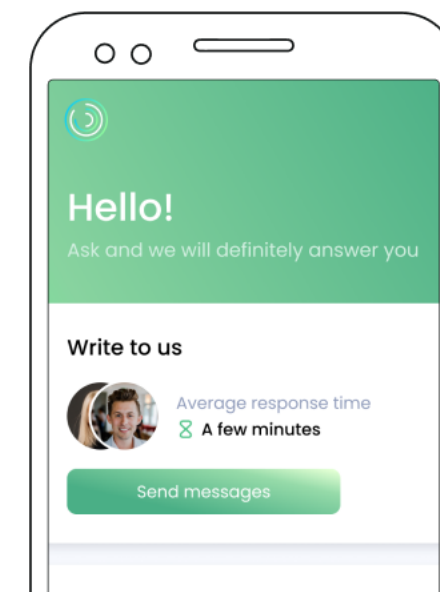 Hello!
Ask and we will definitely answer you
Write to us
Average response time
A few minutes
Send messages